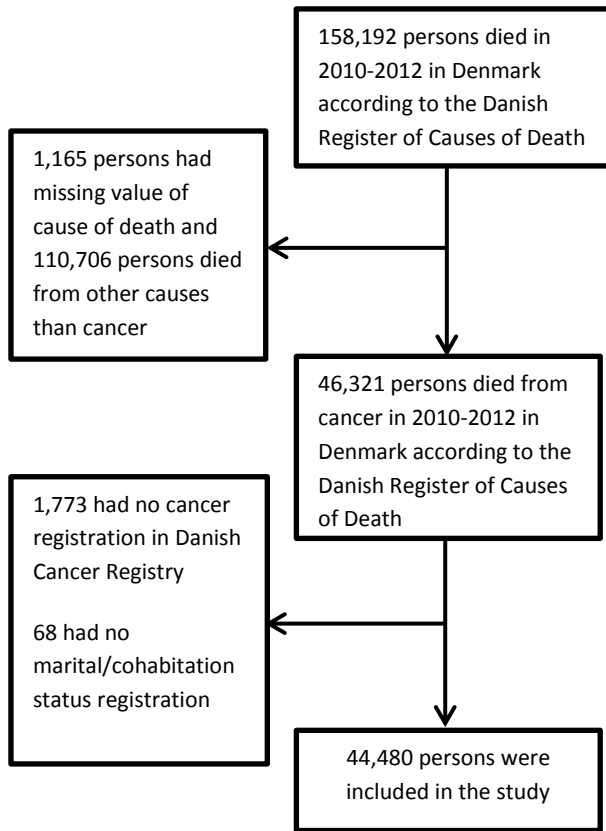 158,192 persons died in
2010-2012 in Denmark
according to the Danish
Register of Causes of Death
1,165 persons had
missing value of
cause of death and
110,706 persons died
from other causes
than cancer
46,321 persons died from
cancer in 2010-2012 in
Denmark according to the
Danish Register of Causes
of Death
1,773 had no cancer
registration in Danish
Cancer Registry
68 had no
marital/cohabitation
status registration
44,480 persons were
included in the study